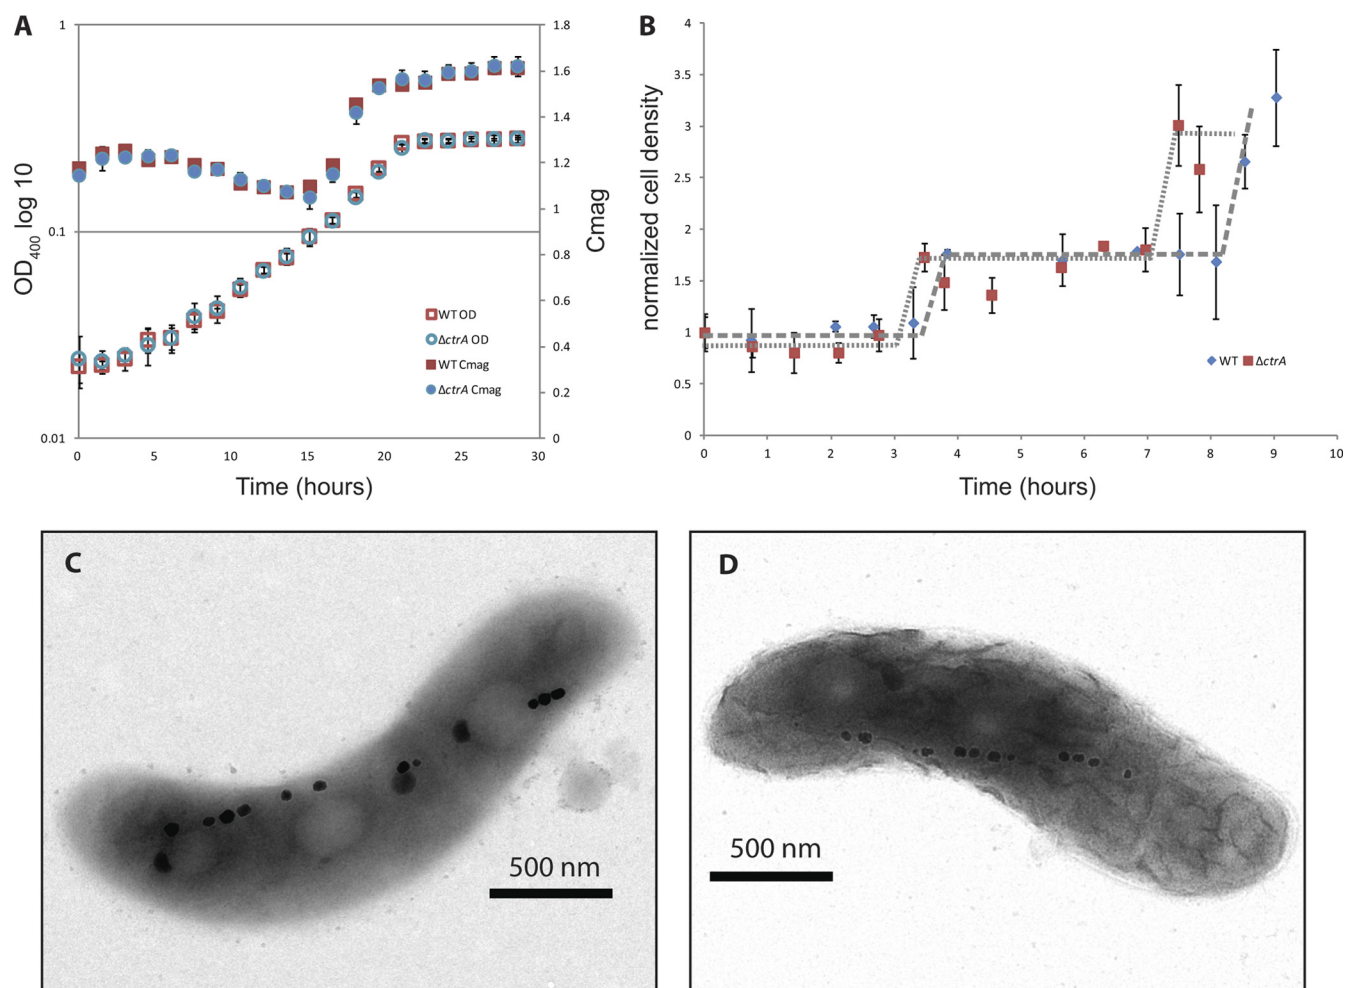 A
1
0.1
0.01
OD400 log 10
1.8
1.6
1.4
1.2
1
0.8
0.6
0.4
0.2
0
Cmag
WT OD
ΔctrA OD
WT Cmag
ΔctrA Cmag
0 5 10 15 20 25 30
Time (hours)
B
4
3.5
3
2.5
2
1.5
1
0.5
0
normalized cell density
WT ΔctrA
0 1 2 3 4 5 6 7 8 9 10
Time (hours)
C
500 nm
D
500 nm